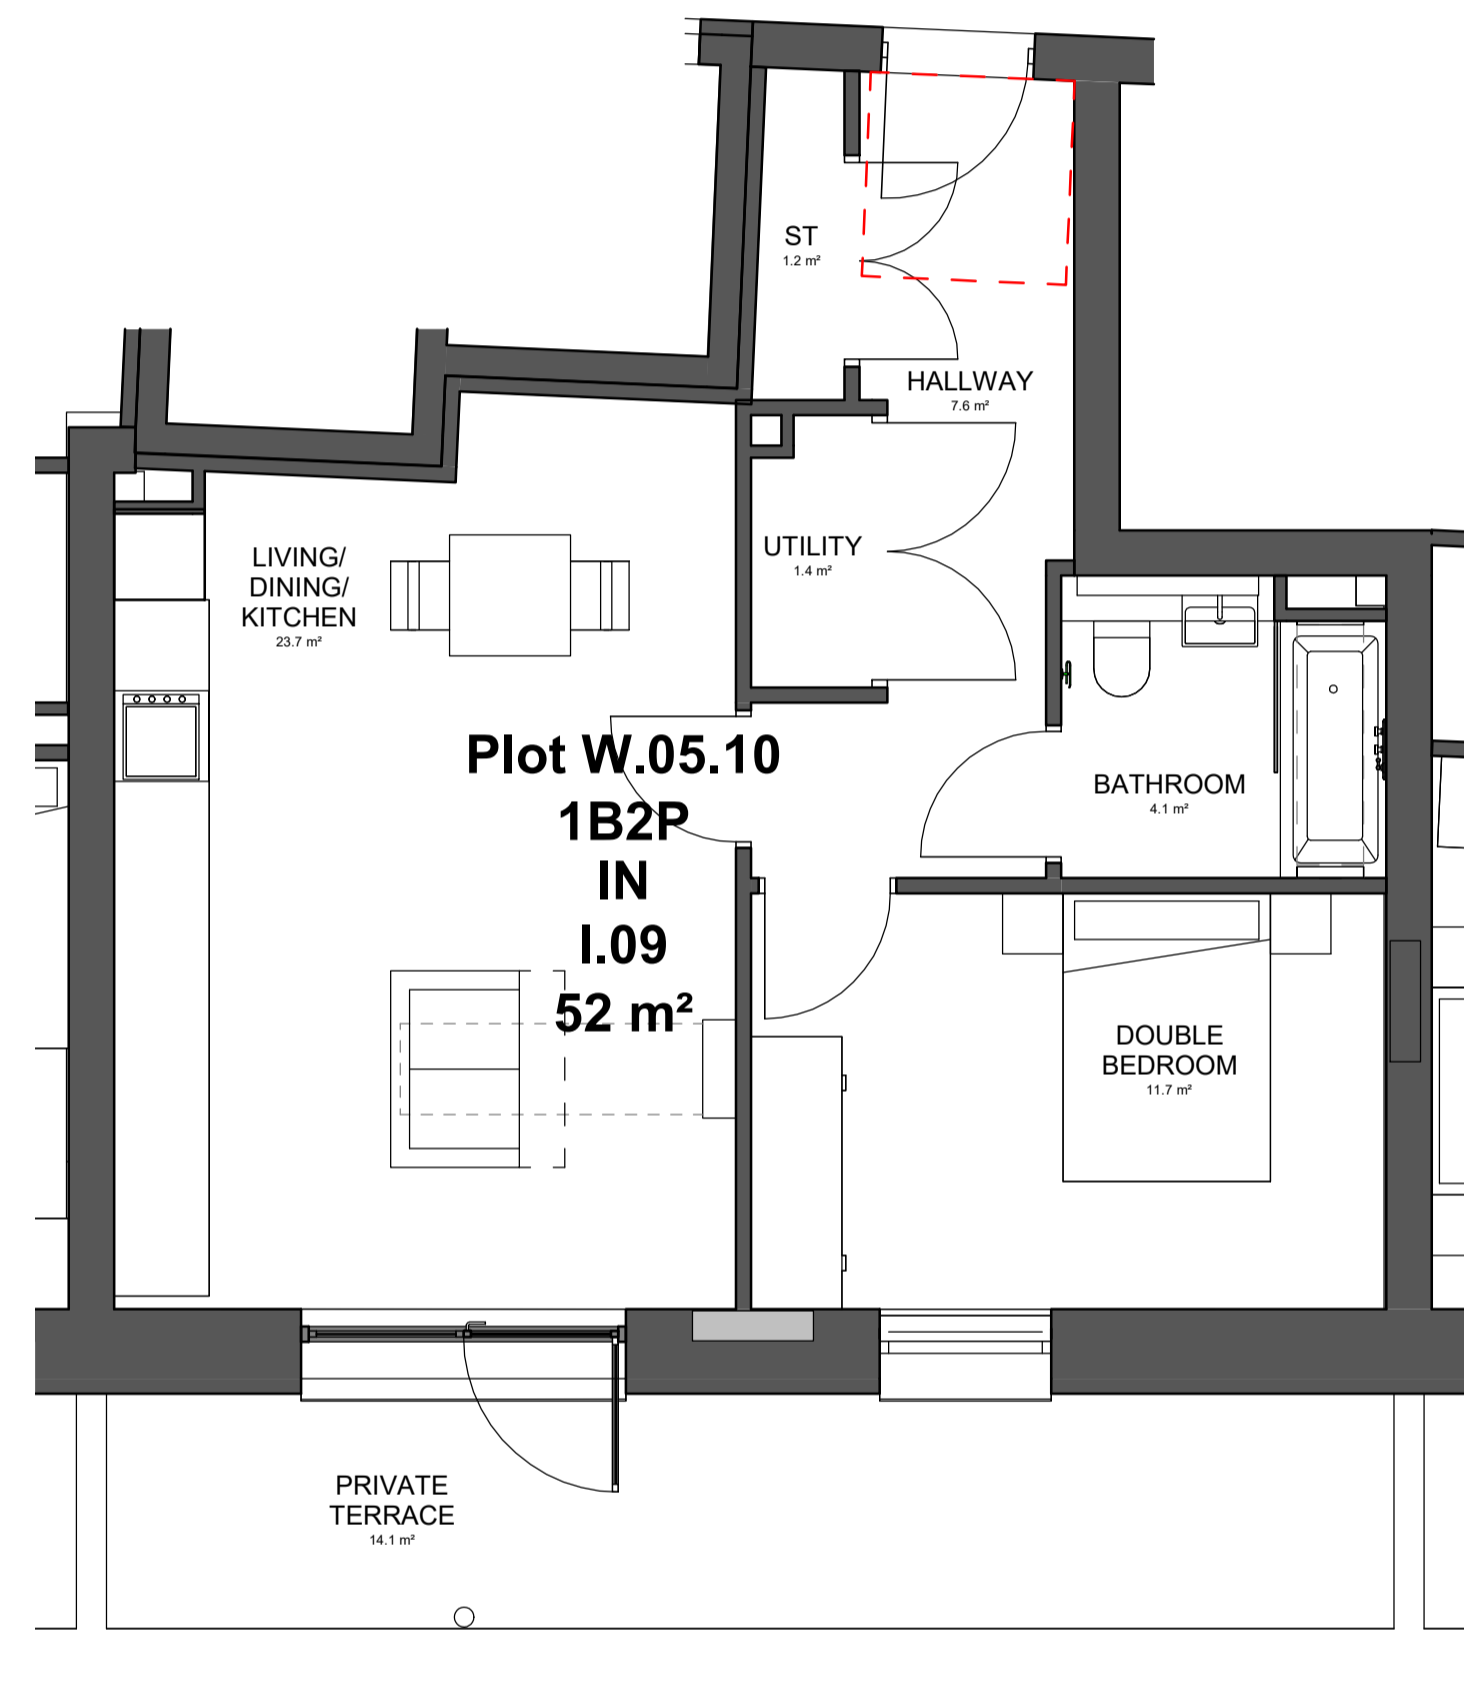 ST
1.2 m²
HALLWAY
7.6 m²
UTILITY
1.4 m²
LIVING/
DINING/
KITCHEN
23.7 m²
Plot W.05.10
1B2P
IN
I.09
52 m²
BATHROOM
4.1 m²
DOUBLE
BEDROOM
11.7 m²
PRIVATE
TERRACE
14.1 m²